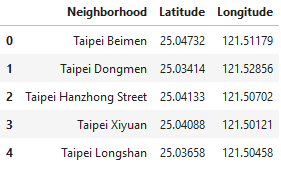 Neighborhood Latitude Longitude
0 Taipei Beimen 25.04732 121.51179
1 Taipei Dongmen 25.03414 121.52856
2 Taipei Hanzhong Street 25.04133 121.50702
3 Taipei Xiyuan 25.04088 121.50121
4 Taipei Longshan 25.03658 121.50458